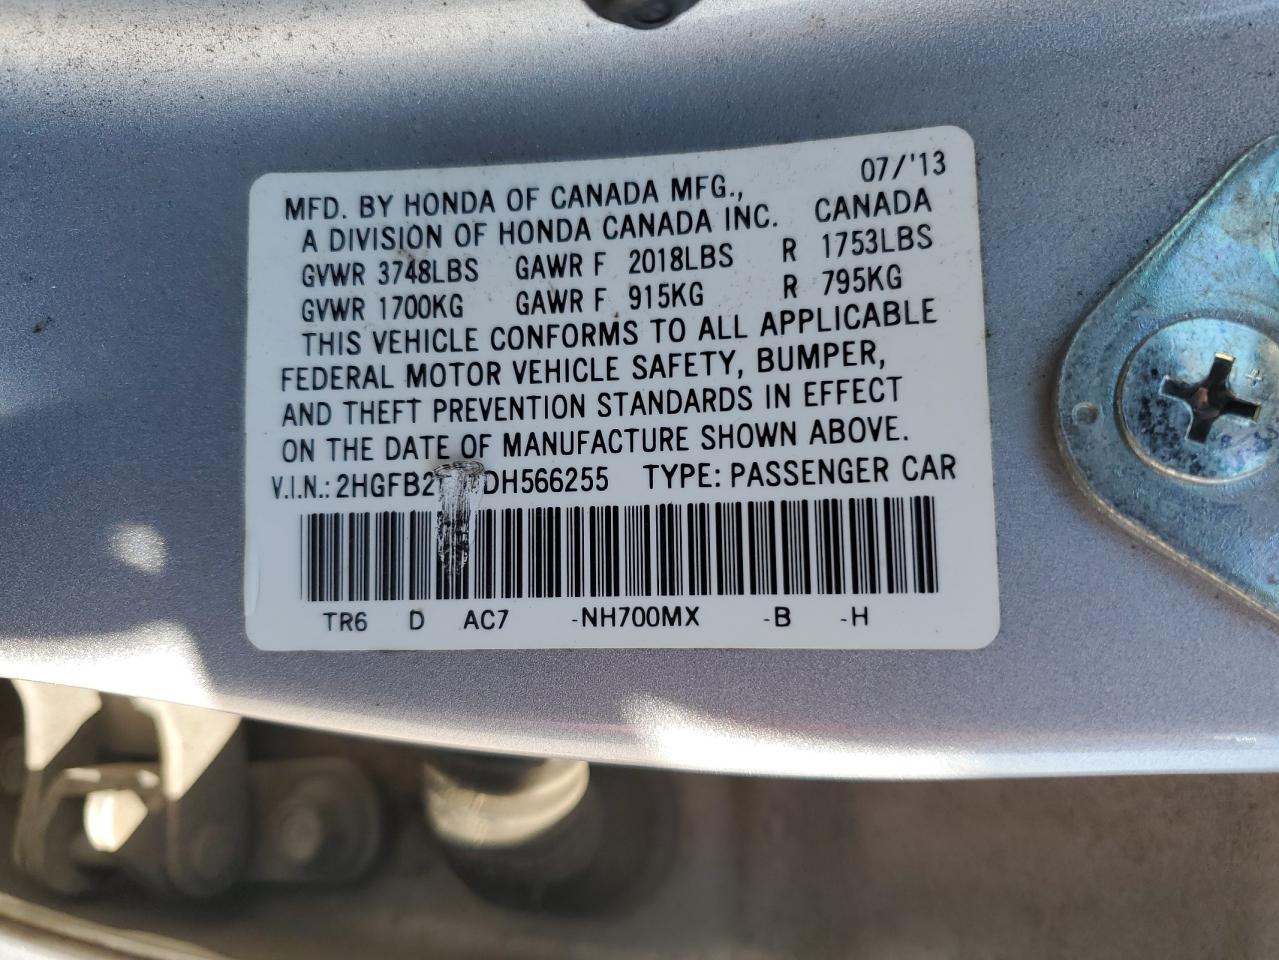 07/'13
MFD. BY HONDA OF CANADA MFG.,
A DIVISION OF HONDA CANADA INC. CANADA
GVWR 3748LBS GAWR F 2018LBS R 1753LBS
GVWR 1700KG GAWR F 915KG R 795KG
THIS VEHICLE CONFORMS TO ALL APPLICABLE
FEDERAL MOTOR VEHICLE SAFETY, BUMPER,
AND THEFT PREVENTION STANDARDS IN EFFECT
ON THE DATE OF MANUFACTURE SHOWN ABOVE.
V.I.N.: TYPE: PASSENGER CAR
TR6 D AC7 -NH700MX -B -H